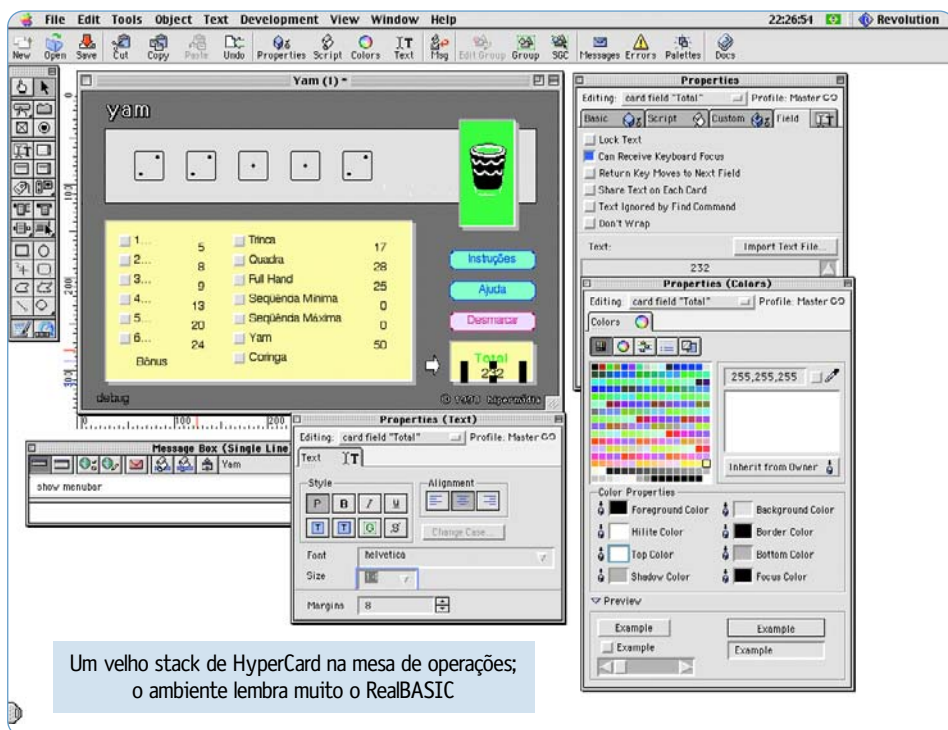 File Edit Tools Object Text Development View Window Help 22:26:54 Revolution
New Open Save Cut Copy Paste Undo Properties Script Colors Text Msg Edit Group Group SGC Messages Errors Palettes Docs
Yam (1) *
yam
1... 5
2... 8
3... 9
4... 13
5... 20
6... 24
Bônus
Trinca 17
Quadra 28
Full Hand 25
Seqüência Mínima 0
Seqüência Máxima 0
Yam 50
Coringa
Instuções
Ajuda
Desmarcar
Total
232
debug
Properties
Editing: card field "Total" Profile: Master
Basic Script Custom Field
Lock Text
Can Receive Keyboard Focus
Return Key Moves to Next Field
Share Text on Each Card
Text Ignored by Find Command
Don't Wrap
Text: Import Text File...
232
Properties (Colors)
Editing: card field "Total" Profile: Master
Colors
255,255,255
Inherit from Owner
Color Properties
Foreground Color Background Color
Hilite Color Border Color
Top Color Bottom Color
Shadow Color Focus Color
Preview
Example Example
Example Example
100 200
100
200
300
Message Box (Single Line
Yam
show menubar
Properties (Text)
Editing: card field "Total" Profile: Master
Text
Style Alignment
P B I U
Change Case...
Font helvetica
Size
Margins 8
Um velho stack de HyperCard na mesa de operações;
o ambiente lembra muito o RealBASIC